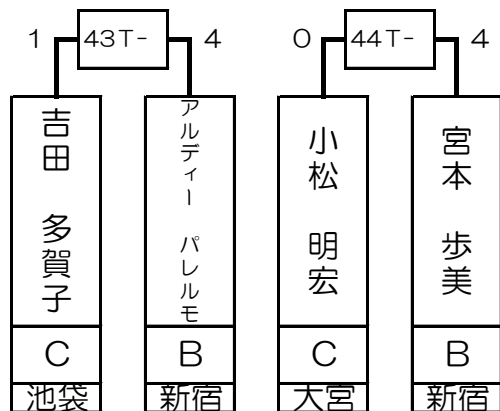 1 43T- 4 0 44T- 4
吉田 多賀子
アルディー パレルモ
小松 明宏
宮本 歩美
C B C B
池袋 新宿 大宮 新宿